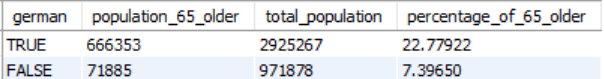 german population_65_older total_population percentage_of_65_older
TRUE 666353 2925267 22.77922
FALSE 71885 971878 7.39650